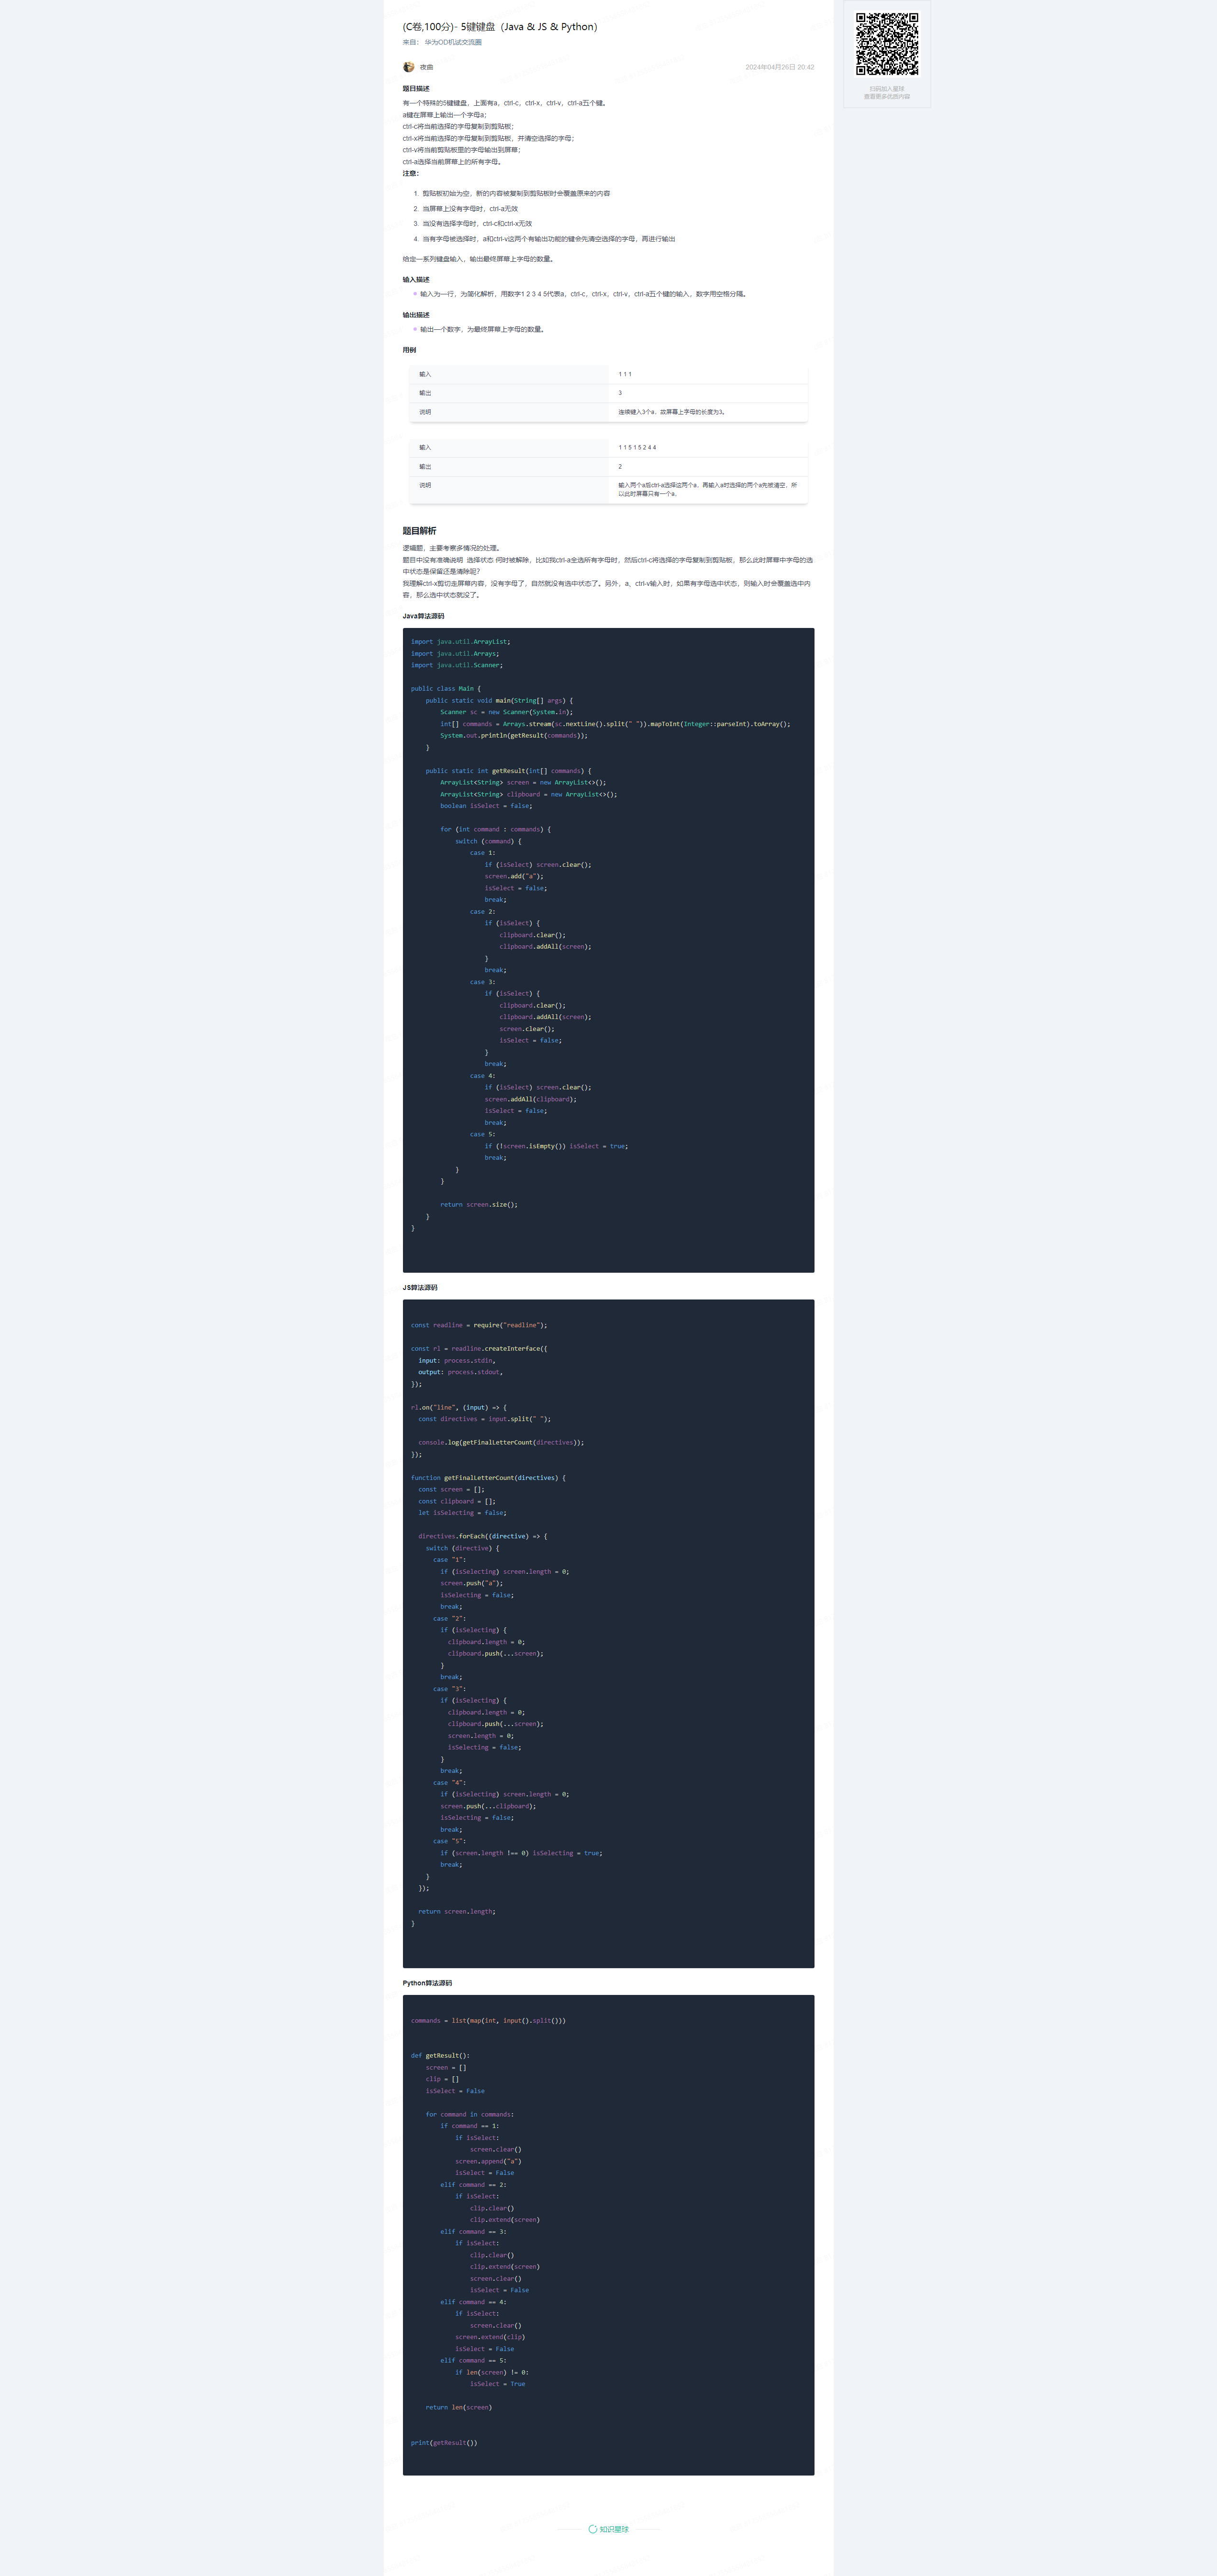 (C卷,100分)- 5键键盘（Java & JS & Python）
来自： 华为OD机试交流圈
夜曲
2024年04月26日 20:42
扫码加入星球
查看更多优质内容
题目描述
有一个特殊的5键键盘，上面有a，ctrl-c，ctrl-x，ctrl-v，ctrl-a五个键。
a键在屏幕上输出一个字母a；
ctrl-c将当前选择的字母复制到剪贴板；
ctrl-x将当前选择的字母复制到剪贴板，并清空选择的字母；
ctrl-v将当前剪贴板里的字母输出到屏幕；
ctrl-a选择当前屏幕上的所有字母。
注意：
1. 剪贴板初始为空，新的内容被复制到剪贴板时会覆盖原来的内容
2. 当屏幕上没有字母时，ctrl-a无效
3. 当没有选择字母时，ctrl-c和ctrl-x无效
4. 当有字母被选择时，a和ctrl-v这两个有输出功能的键会先清空选择的字母，再进行输出
给定一系列键盘输入，输出最终屏幕上字母的数量。
输入描述
输入为一行，为简化解析，用数字1 2 3 4 5代表a，ctrl-c，ctrl-x，ctrl-v，ctrl-a五个键的输入，数字用空格分隔。
输出描述
输出一个数字，为最终屏幕上字母的数量。
用例
输入 1 1 1
输出 3
说明 连续键入3个a，故屏幕上字母的长度为3。
输入 1 1 5 1 5 2 4 4
输出 2
说明 输入两个a后ctrl-a选择这两个a，再输入a时选择的两个a先被清空，所
以此时屏幕只有一个a。
题目解析
逻辑题，主要考察多情况的处理。
题目中没有准确说明 选择状态 何时被解除，比如我ctrl-a全选所有字母时，然后ctrl-c将选择的字母复制到剪贴板，那么此时屏幕中字母的选
中状态是保留还是清除呢？
我理解ctrl-x剪切走屏幕内容，没有字母了，自然就没有选中状态了。另外，a、ctrl-v输入时，如果有字母选中状态，则输入时会覆盖选中内
容，那么选中状态就没了。
Java算法源码
import java.util.ArrayList;
import java.util.Arrays;
import java.util.Scanner;
public class Main {
public static void main(String[] args) {
Scanner sc = new Scanner(System.in);
int[] commands = Arrays.stream(sc.nextLine().split(" ")).mapToInt(Integer::parseInt).toArray();
System.out.println(getResult(commands));
}
public static int getResult(int[] commands) {
ArrayList<String> screen = new ArrayList<>();
ArrayList<String> clipboard = new ArrayList<>();
boolean isSelect = false;
for (int command : commands) {
switch (command) {
case 1:
if (isSelect) screen.clear();
screen.add("a");
isSelect = false;
break;
case 2:
if (isSelect) {
clipboard.clear();
clipboard.addAll(screen);
}
break;
case 3:
if (isSelect) {
clipboard.clear();
clipboard.addAll(screen);
screen.clear();
isSelect = false;
}
break;
case 4:
if (isSelect) screen.clear();
screen.addAll(clipboard);
isSelect = false;
break;
case 5:
if (!screen.isEmpty()) isSelect = true;
break;
}
}
return screen.size();
}
}
JS算法源码
const readline = require("readline");
const rl = readline.createInterface({
input: process.stdin,
output: process.stdout,
});
rl.on("line", (input) => {
const directives = input.split(" ");
console.log(getFinalLetterCount(directives));
});
function getFinalLetterCount(directives) {
const screen = [];
const clipboard = [];
let isSelecting = false;
directives.forEach((directive) => {
switch (directive) {
case "1":
if (isSelecting) screen.length = 0;
screen.push("a");
isSelecting = false;
break;
case "2":
if (isSelecting) {
clipboard.length = 0;
clipboard.push(...screen);
}
break;
case "3":
if (isSelecting) {
clipboard.length = 0;
clipboard.push(...screen);
screen.length = 0;
isSelecting = false;
}
break;
case "4":
if (isSelecting) screen.length = 0;
screen.push(...clipboard);
isSelecting = false;
break;
case "5":
if (screen.length !== 0) isSelecting = true;
break;
}
});
return screen.length;
}
Python算法源码
commands = list(map(int, input().split()))
def getResult():
screen = []
clip = []
isSelect = False
for command in commands:
if command == 1:
if isSelect:
screen.clear()
screen.append("a")
isSelect = False
elif command == 2:
if isSelect:
clip.clear()
clip.extend(screen)
elif command == 3:
if isSelect:
clip.clear()
clip.extend(screen)
screen.clear()
isSelect = False
elif command == 4:
if isSelect:
screen.clear()
screen.extend(clip)
isSelect = False
elif command == 5:
if len(screen) != 0:
isSelect = True
return len(screen)
print(getResult())
知识星球